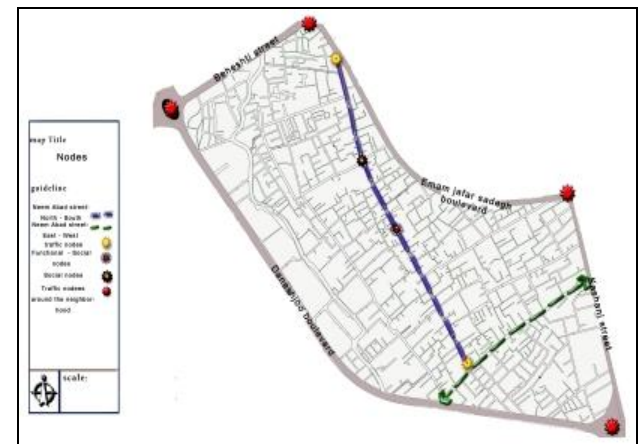 Beheshti street
Emam jafar sadegh
boulevard
Daneshjoo boulevard
Kashani street
map Title
Nodes
guideline
Neem Abad street:
North - South
Neem Abad street:
East - West
traffic nodes
Functional - Social
nodes
Social nodes
Traffic nodees
around the neighbor-
hood
scale: